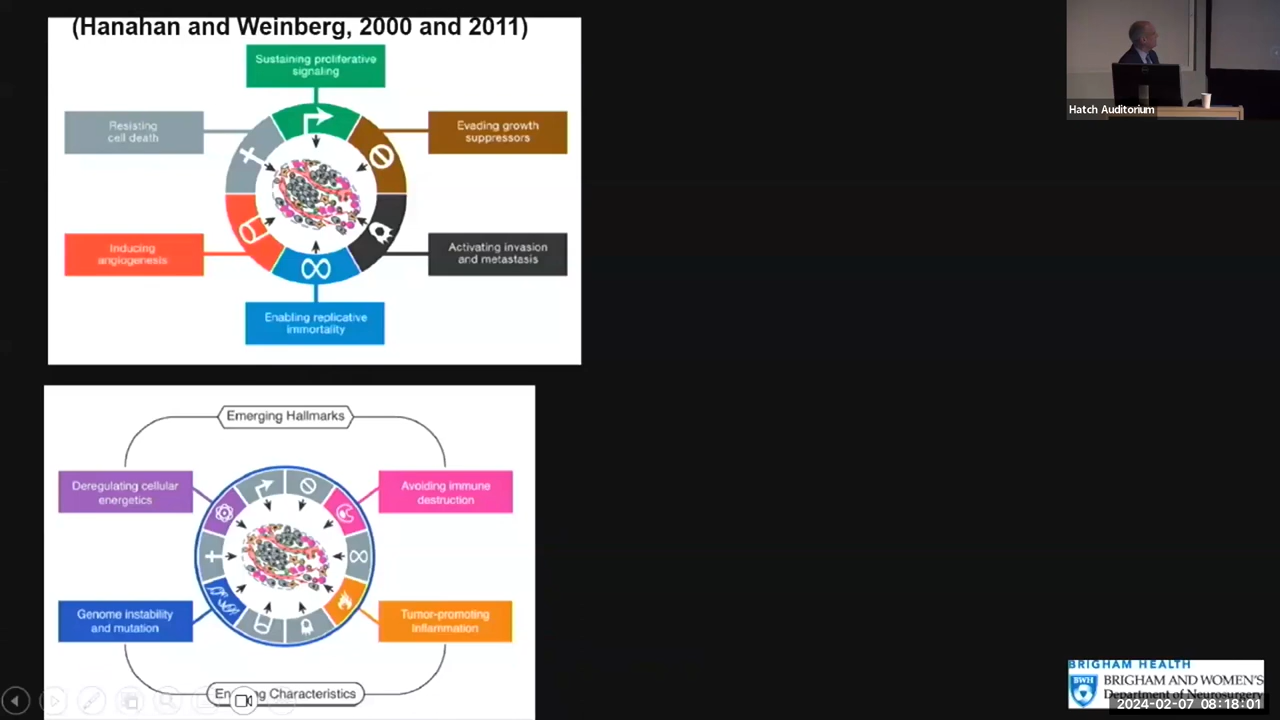 (Hanahan and Weinberg, 2000 and 2011)
Sustaining proliferative
signaling
Resisting
cell death
Evading growth
suppressors
Inducing
angiogenesis
Activating invasion
and metastasis
Enabling replicative
immortality
Emerging Hallmarks
Deregulating cellular
energetics
Avoiding immune
destruction
Genome instability
and mutation
Tumor-promoting
Inflammation
Characteristics
Hatch Auditorium
BRIGHAM HEALTH
BWH
BRIGHAM AND WOMEN'S
Department of Neurosurgery
2024-02-07 08:18:01